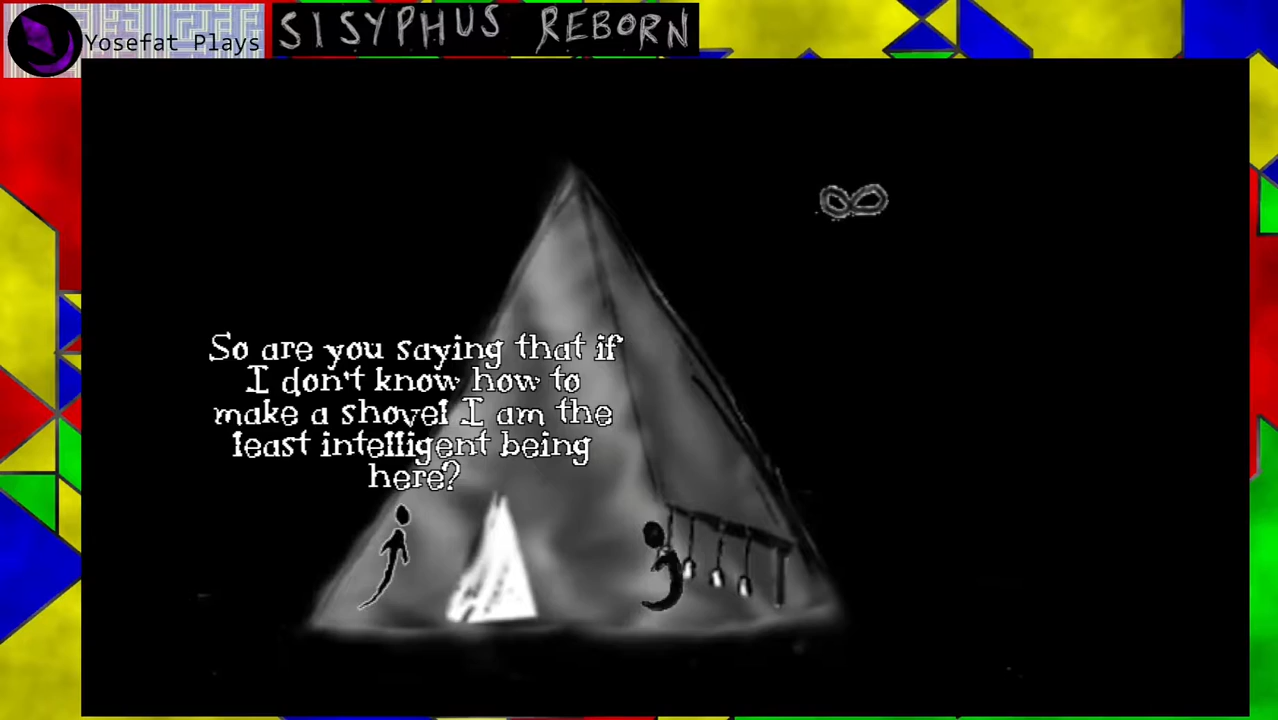 Yosefat Plays
SISYPHUS REBORN
So are you saying that if
I don't know how to
make a shovel I am the
least intelligent being
here?